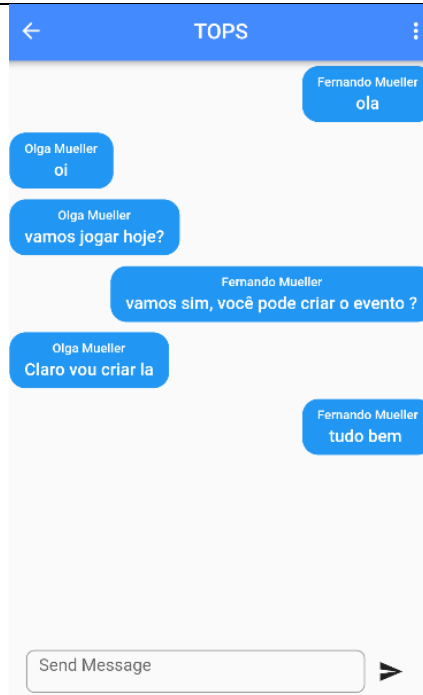 TOPS
Fernando Mueller
ola
Olga Mueller
oi
Olga Mueller
vamos jogar hoje?
Fernando Mueller
vamos sim, você pode criar o evento ?
Olga Mueller
Claro vou criar la
Fernando Mueller
tudo bem
Send Message